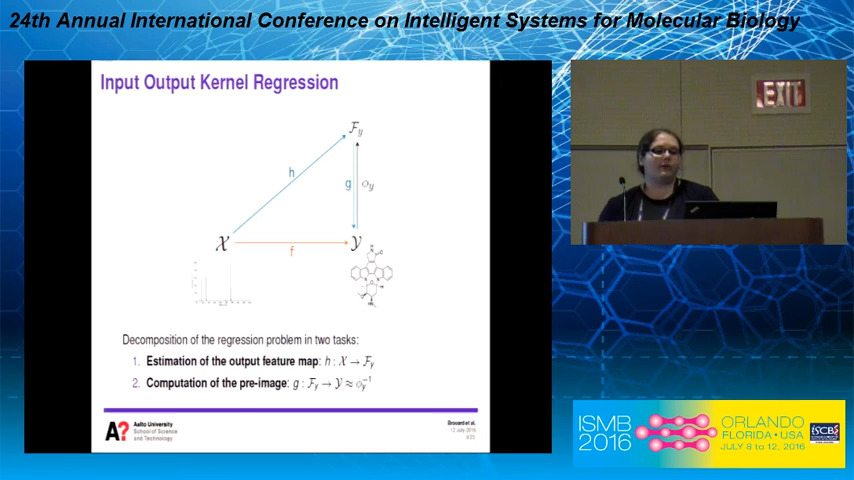 24th Annual International Conference on Intelligent Systems for Molecular Biology
Input Output Kernel Regression
EXIT
F_y
h
g
ϕ_y
X
Y
f
Decomposition of the regression problem in two tasks:
1. Estimation of the output feature map: h : X → F_y
2. Computation of the pre-image: g : F_y → Y ≈ ϕ_y^{-1}
A?
Aalto University
School of Science
and Technology
Brouard et al.
12 July 2016
ISMB
2016
ORLANDO
FLORIDA • USA
JULY 8 to 12, 2016
ISCB